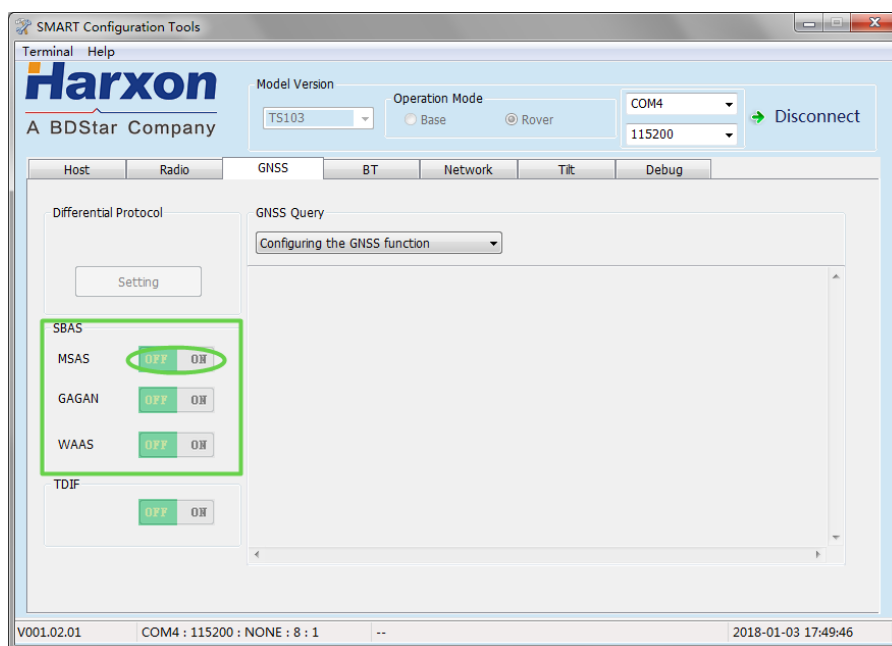 SMART Configuration Tools
Terminal Help
Harxon
A BDStar Company
Model Version
TS103
Operation Mode
Base Rover
COM4
115200
Disconnect
Host Radio GNSS BT Network Tilt Debug
Differential Protocol
Setting
GNSS Query
Configuring the GNSS function
SBAS
MSAS OFF ON
GAGAN OFF ON
WAAS OFF ON
TDIF
OFF ON
V001.02.01 COM4 : 115200 : NONE : 8 : 1 -- 2018-01-03 17:49:46